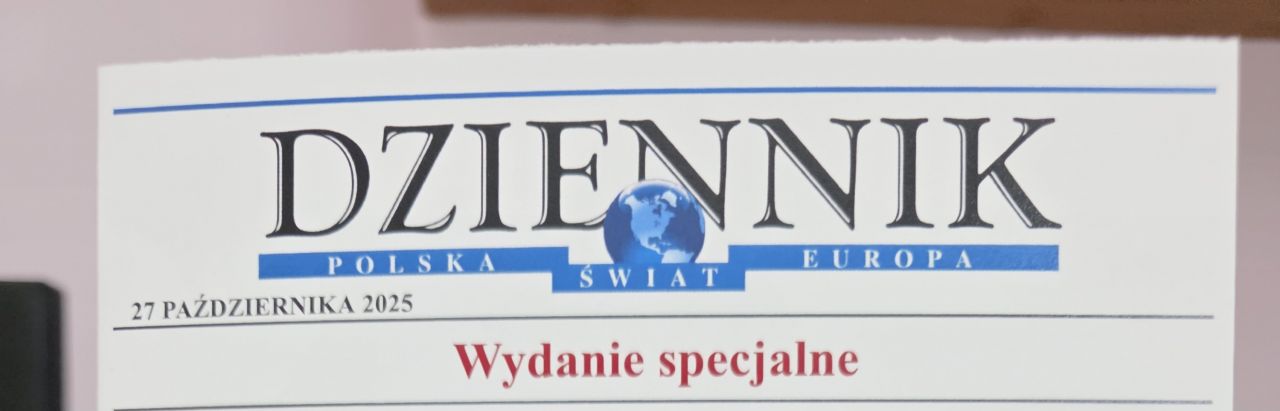 DZIENNIK
POLSKA ŚWIAT EUROPA
27 PAŹDZIERNIKA 2025
Wydanie specjalne